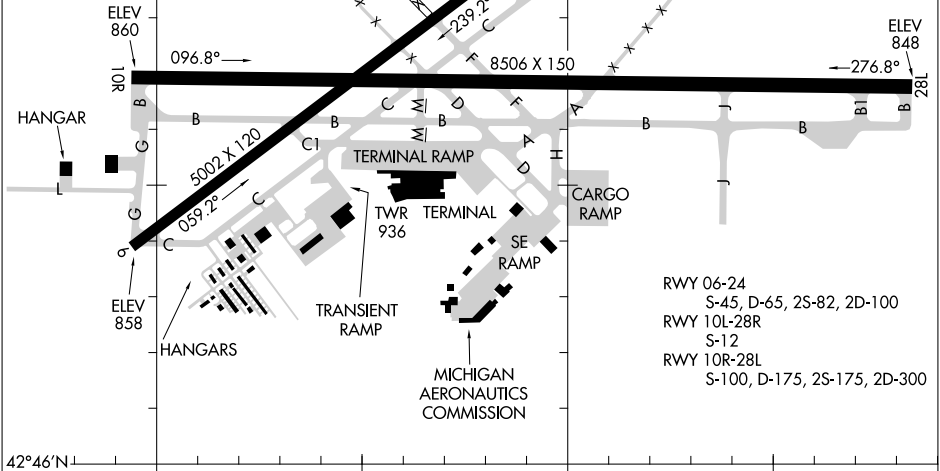 ELEV
860
239.2°
C
ELEV
848
096.8°
8506 X 150
276.8°
10R
28L
F
HANGAR
B
B
C1
B
C
M
M
D
B
F
A
A
D
H
B
J
J
B
B1
B
G
G
5002 X 120
059.2°
TERMINAL RAMP
L
C
C
6
TWR
936
TERMINAL
CARGO
RAMP
SE
RAMP
ELEV
858
HANGARS
TRANSIENT
RAMP
MICHIGAN
AERONAUTICS
COMMISSION
RWY 06-24
S-45, D-65, 2S-82, 2D-100
RWY 10L-28R
S-12
RWY 10R-28L
S-100, D-175, 2S-175, 2D-300
42°46'N